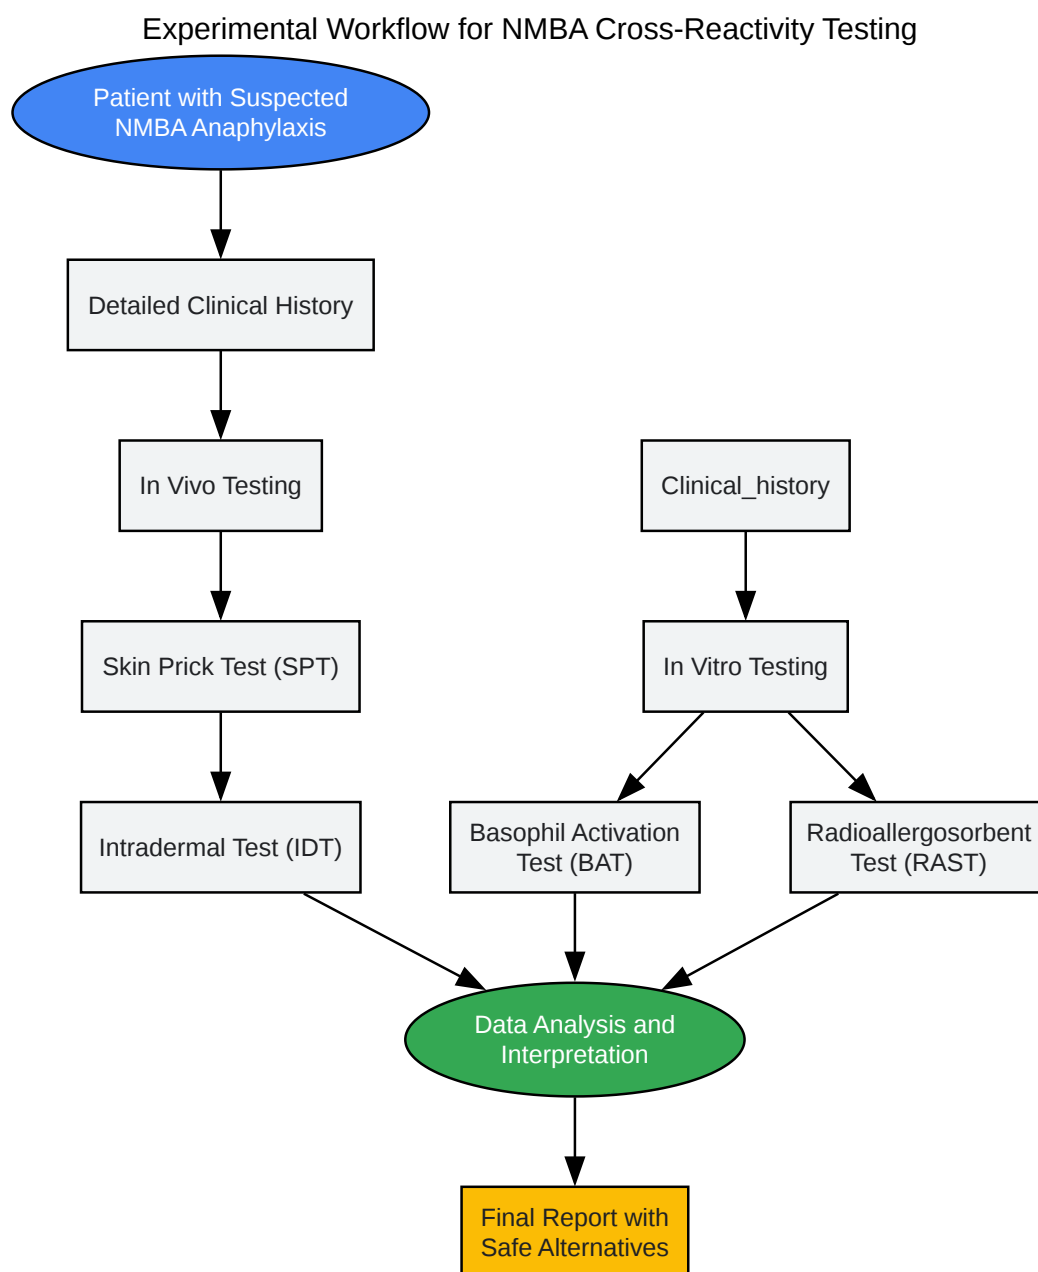 Experimental Workflow for NMBA Cross-Reactivity Testing
Patient with Suspected
NMBA Anaphylaxis
Detailed Clinical History
In Vivo Testing
Clinical_history
Skin Prick Test (SPT)
In Vitro Testing
Intradermal Test (IDT)
Basophil Activation
Test (BAT)
Radioallergosorbent
Test (RAST)
Data Analysis and
Interpretation
Final Report with
Safe Alternatives